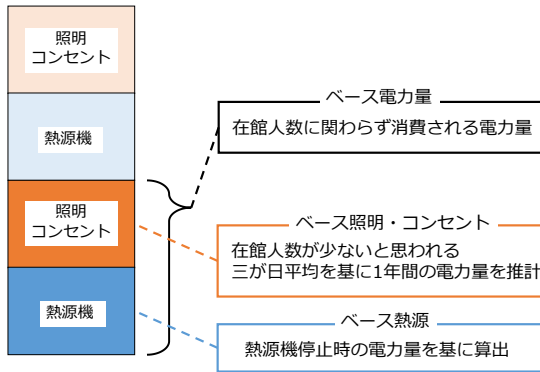 照明
コンセント
熱源機
照明
コンセント
熱源機
ベース電力量
在館人数に関わらず消費される電力量
ベース照明・コンセント
在館人数が少ないと思われる
三が日平均を基に1年間の電力量を推計
ベース熱源
熱源機停止時の電力量を基に算出